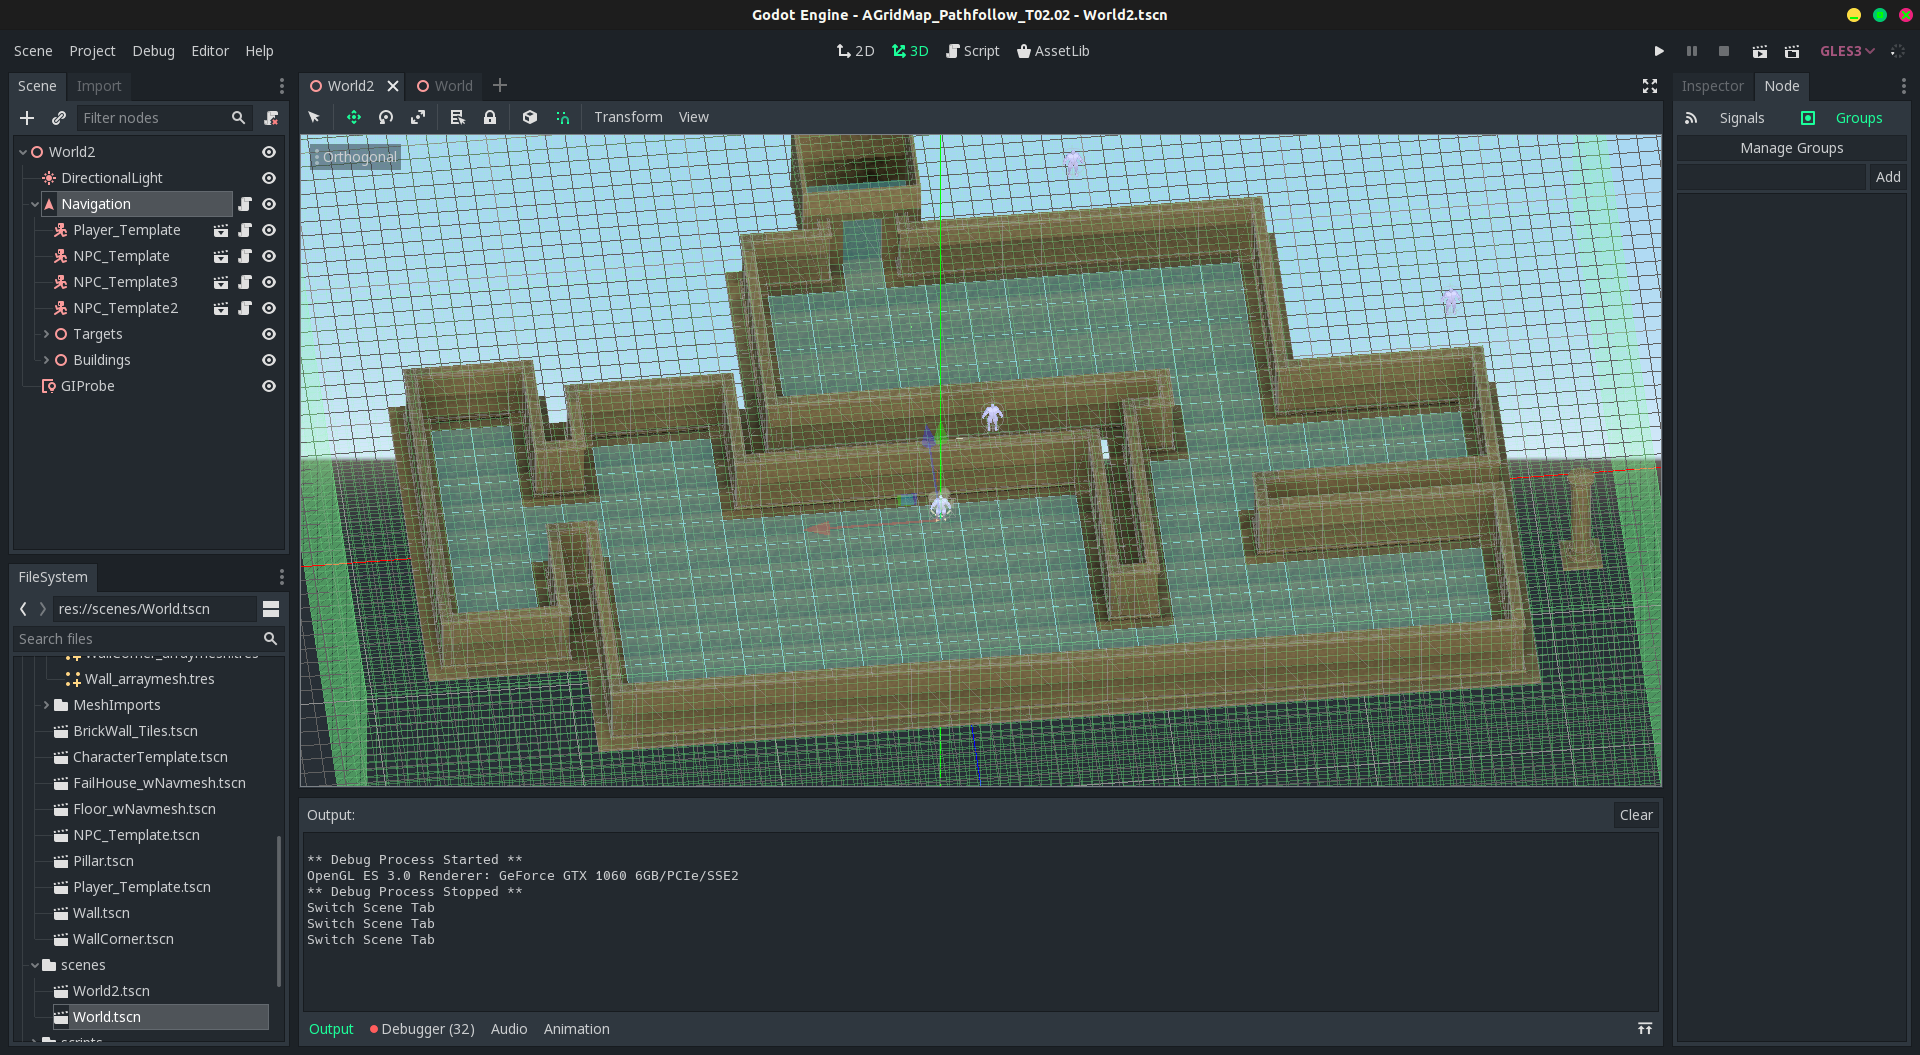 Godot Engine - AGridMap_Pathfollow_T02.02 - World2.tscn
Scene Project Debug Editor Help
2D 3D Script AssetLib
GLES3
Scene Import
Filter nodes
World2
DirectionalLight
Navigation
Player_Template
NPC_Template
NPC_Template3
NPC_Template2
Targets
Buildings
GIProbe
FileSystem
res://scenes/World.tscn
Search files
WallCorner_arraymesh.tres
Wall_arraymesh.tres
MeshImports
BrickWall_Tiles.tscn
CharacterTemplate.tscn
FailHouse_wNavmesh.tscn
Floor_wNavmesh.tscn
NPC_Template.tscn
Pillar.tscn
Player_Template.tscn
Wall.tscn
WallCorner.tscn
scenes
World2.tscn
World.tscn
scripts
World2 World
Transform View
Orthogonal
Output:
Clear
** Debug Process Started **
OpenGL ES 3.0 Renderer: GeForce GTX 1060 6GB/PCIe/SSE2
** Debug Process Stopped **
Switch Scene Tab
Switch Scene Tab
Switch Scene Tab
Output Debugger (32) Audio Animation
Inspector Node
Signals Groups
Manage Groups
Add